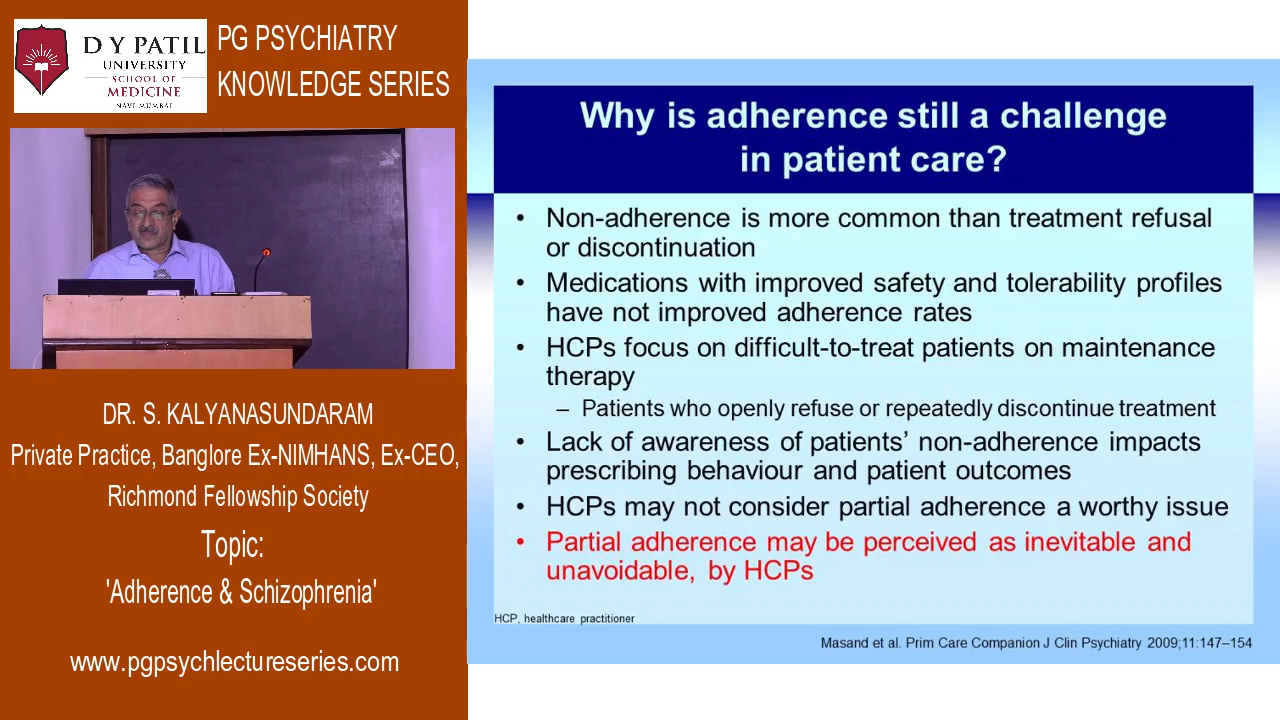 D Y PATIL
UNIVERSITY
SCHOOL OF
MEDICINE
NAVI MUMBAI
PG PSYCHIATRY
KNOWLEDGE SERIES
DR. S. KALYANASUNDARAM
Private Practice, Banglore Ex-NIMHANS, Ex-CEO,
Richmond Fellowship Society
Topic:
'Adherence & Schizophrenia'
www.pgpsychlectureseries.com
Why is adherence still a challenge
in patient care?
• Non-adherence is more common than treatment refusal
or discontinuation
• Medications with improved safety and tolerability profiles
have not improved adherence rates
• HCPs focus on difficult-to-treat patients on maintenance
therapy
– Patients who openly refuse or repeatedly discontinue treatment
• Lack of awareness of patients’ non-adherence impacts
prescribing behaviour and patient outcomes
• HCPs may not consider partial adherence a worthy issue
• Partial adherence may be perceived as inevitable and
unavoidable, by HCPs
HCP, healthcare practitioner
Masand et al. Prim Care Companion J Clin Psychiatry 2009;11:147–154